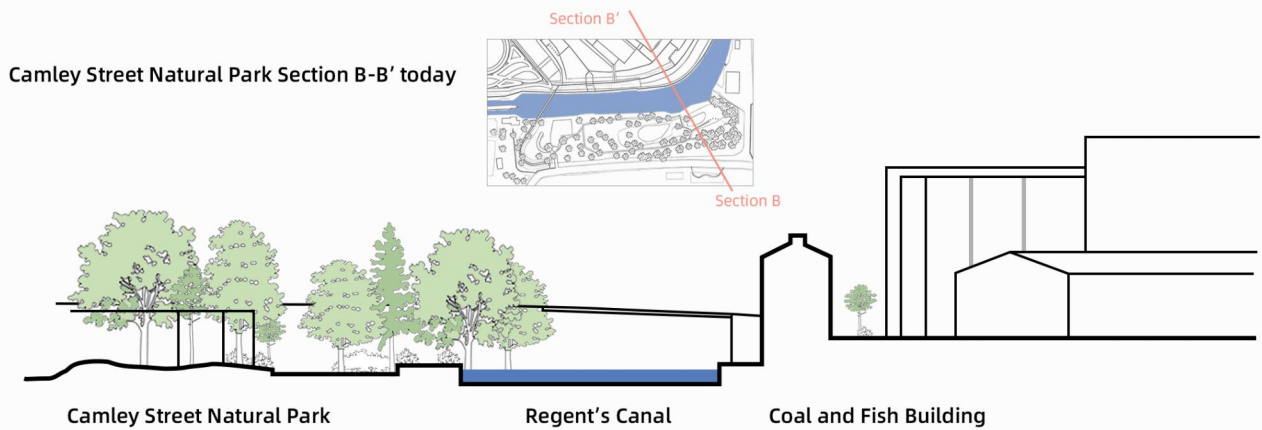 Section B’
Camley Street Natural Park Section B-B’ today
Section B
Camley Street Natural Park
Regent’s Canal
Coal and Fish Building